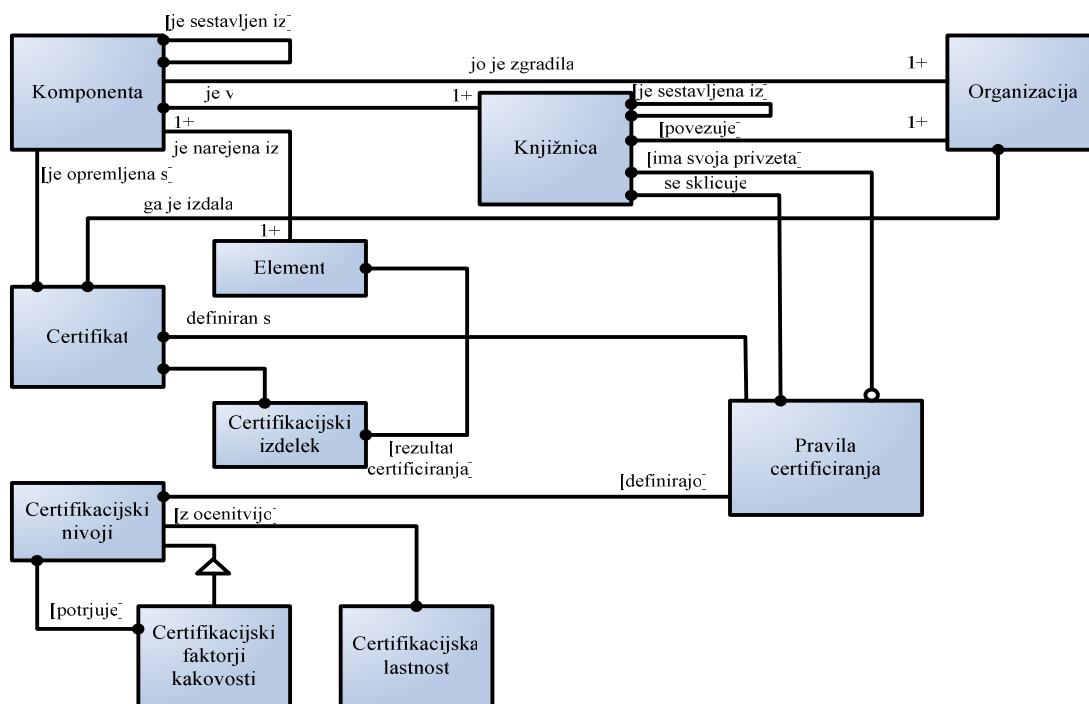 [je sestavljen iz]
jo je zgradila
1+
Komponenta
Organizacija
je v
1+
[je sestavljena iz]
1+
[povezuje]
1+
Knjižnica
je narejena iz
[ima svoja privzeta]
[je opremljena s]
se sklicuje
ga je izdala
1+
Element
definiran s
Certifikat
Certifikacijski
izdelek
[rezultat
certificiranja]
Pravila
certificiranja
[definirajo]
Certifikacijski
nivoji
[z ocenitvijo]
[potrjuje]
Certifikacijski
faktorji
kakovosti
Certifikacijska
lastnost